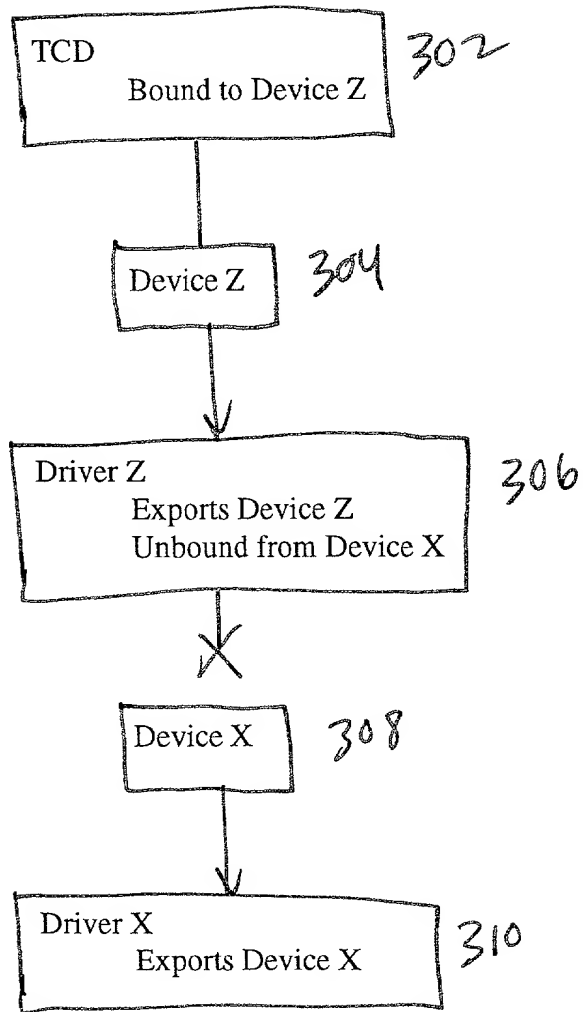 TCD
302
Bound to Device Z
Device Z
304
Driver Z
306
Exports Device Z
Unbound from Device X
Device X
308
Driver X
310
Exports Device X